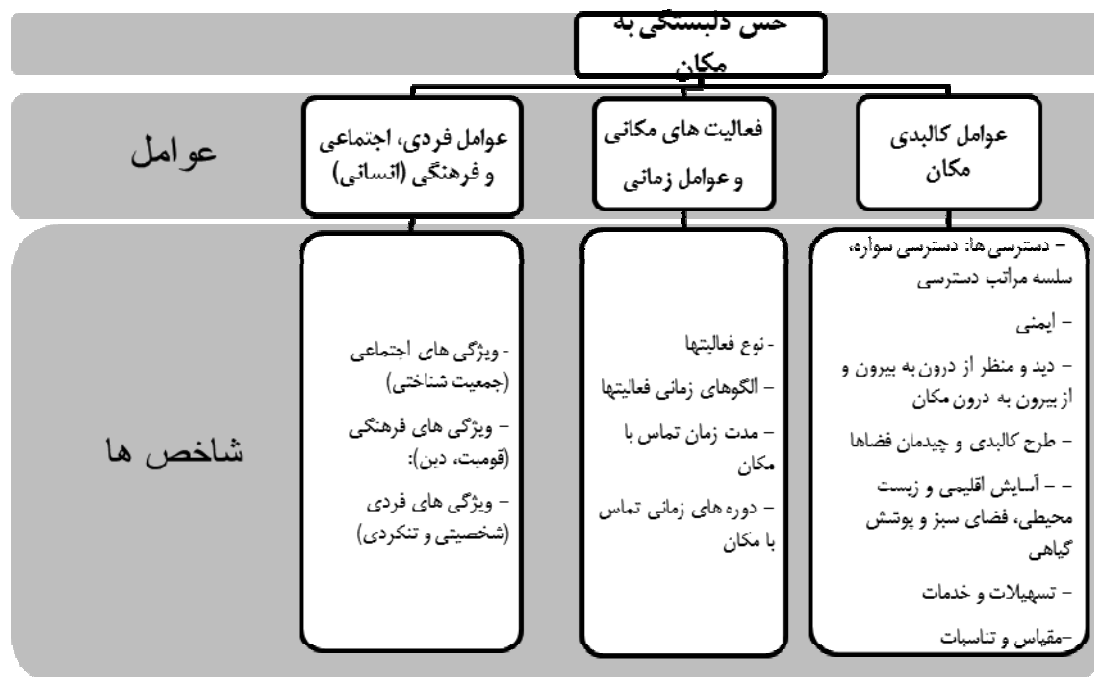 حس دلبستگی به
مکان
عوامل
عوامل کالبدی
مکان
فعالیت های مکانی
و عوامل زمانی
عوامل فردی، اجتماعی
و فرهنگی (انسانی)
شاخص ها
- دسترسی‌ها: دسترسی سواره،
سلسه مراتب دسترسی
- ایمنی
- دید و منظر از درون به بیرون و
از بیرون به درون مکان
- طرح کالبدی و چیدمان فضاها
- - آسایش اقلیمی و زیست
محیطی، فضای سبز و پوشش
گیاهی
- تسهیلات و خدمات
-مقیاس و تناسبات
- نوع فعالیتها
- الگوهای زمانی فعالیتها
- مدت زمان تماس با
مکان
- دوره های زمانی تماس
با مکان
- ویژگی های اجتماعی
(جمعیت شناختی)
- ویژگی های فرهنگی
(قومیت، دین):
- ویژگی های فردی
(شخصیتی و تنکردی)